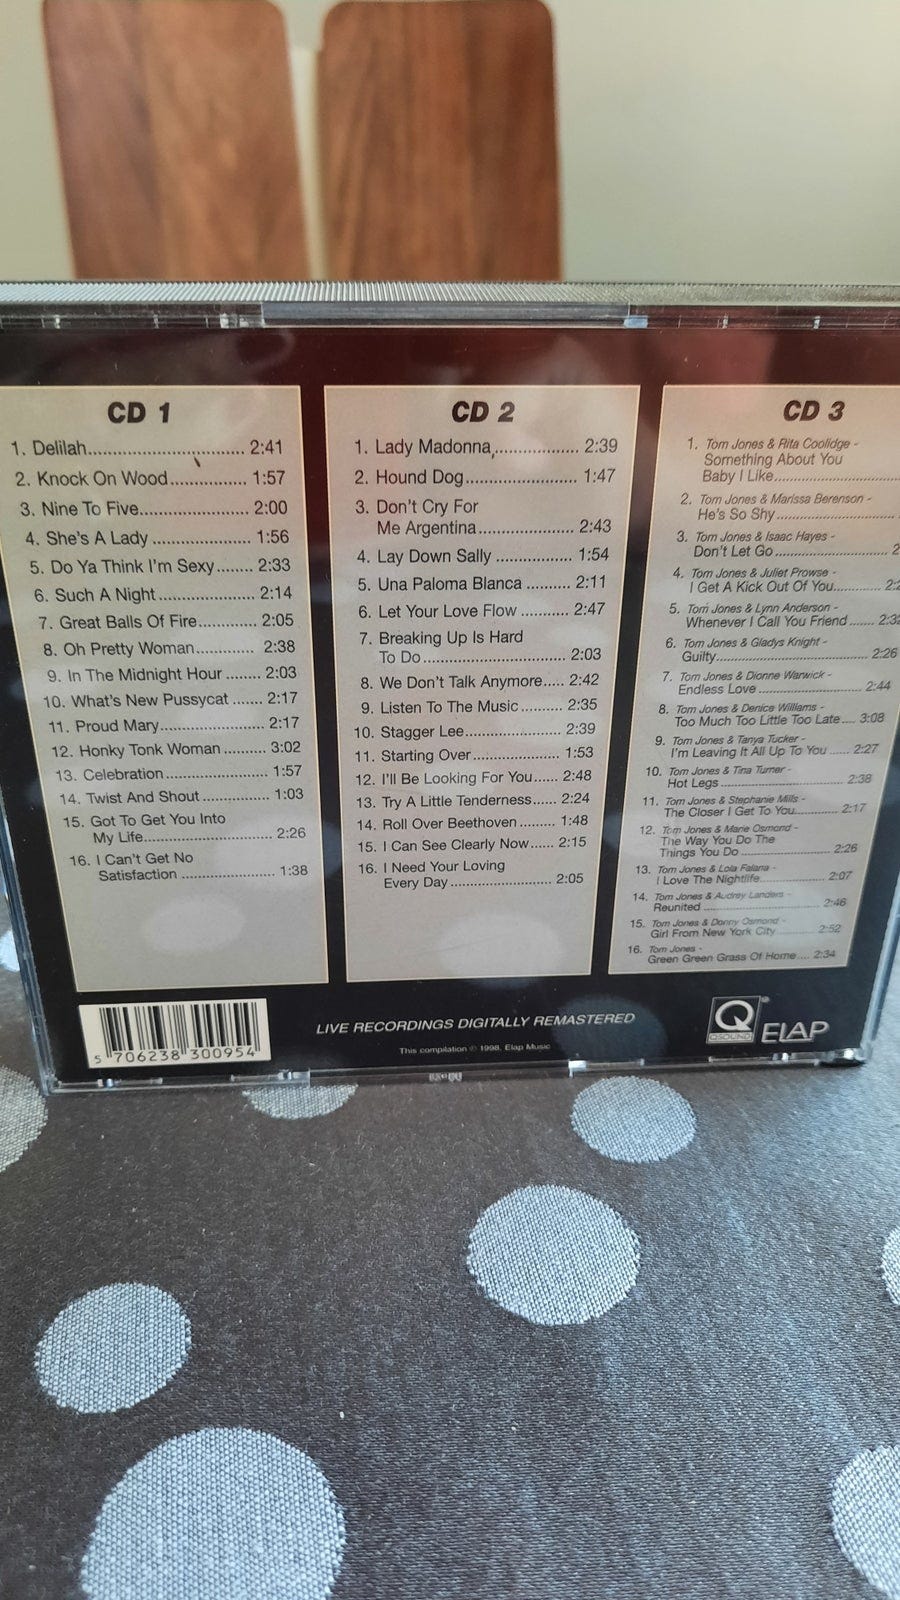 CD 1
1. Delilah.............................. 2:41
2. Knock On Wood............... 1:57
3. Nine To Five..................... 2:00
4. She's A Lady ................... 1:56
5. Do Ya Think I'm Sexy....... 2:33
6. Such A Night.................... 2:14
7. Great Balls Of Fire............ 2:05
8. Oh Pretty Woman............. 2:38
9. In The Midnight Hour ....... 2:03
10. What's New Pussycat ...... 2:17
11. Proud Mary...................... 2:17
12. Honky Tonk Woman ......... 3:02
13. Celebration...................... 1:57
14. Twist And Shout............... 1:03
15. Got To Get You Into
My Life............................ 2:26
16. I Can't Get No
Satisfaction ..................... 1:38
CD 2
1. Lady Madonna.................. 2:39
2. Hound Dog....................... 1:47
3. Don't Cry For
Me Argentina................... 2:43
4. Lay Down Sally ................ 1:54
5. Una Paloma Blanca .......... 2:11
6. Let Your Love Flow ........... 2:47
7. Breaking Up Is Hard
To Do.............................. 2:03
8. We Don't Talk Anymore..... 2:42
9. Listen To The Music .......... 2:35
10. Stagger Lee...................... 2:39
11. Starting Over.................... 1:53
12. I'll Be Looking For You...... 2:48
13. Try A Little Tenderness...... 2:24
14. Roll Over Beethoven ......... 1:48
15. I Can See Clearly Now...... 2:15
16. I Need Your Loving
Every Day....................... 2:05
CD 3
1. Tom Jones & Rita Coolidge -
Something About You
Baby I Like.......................
2. Tom Jones & Marissa Berenson -
He's So Shy.....................
3. Tom Jones & Isaac Hayes -
Don't Let Go..................... 2
4. Tom Jones & Juliet Prowse -
I Get A Kick Out Of You............ 2:2
5. Tom Jones & Lynn Anderson -
Whenever I Call You Friend....... 2:32
6. Tom Jones & Gladys Knight -
Guilty............................ 2:26
7. Tom Jones & Dionne Warwick -
Endless Love..................... 2:44
8. Tom Jones & Denice Williams -
Too Much Too Little Too Late.... 3:08
9. Tom Jones & Tanya Tucker -
I'm Leaving It All Up To You ..... 2:27
10. Tom Jones & Tina Turner -
Hot Legs......................... 2:38
11. Tom Jones & Stephanie Mills -
The Closer I Get To You........... 2:17
12. Tom Jones & Marie Osmond -
The Way You Do The
Things You Do.................... 2:26
13. Tom Jones & Lola Falana -
I Love The Nightlife.............. 2:07
14. Tom Jones & Audrey Landers -
Reunited......................... 2:46
15. Tom Jones & Donny Osmond -
Girl From New York City........... 2:52
16. Tom Jones -
Green Green Grass Of Home.... 2:34
5 706238 300954
LIVE RECORDINGS DIGITALLY REMASTERED
This compilation © 1998, Elap Music
Q
QSOUND
ELAP